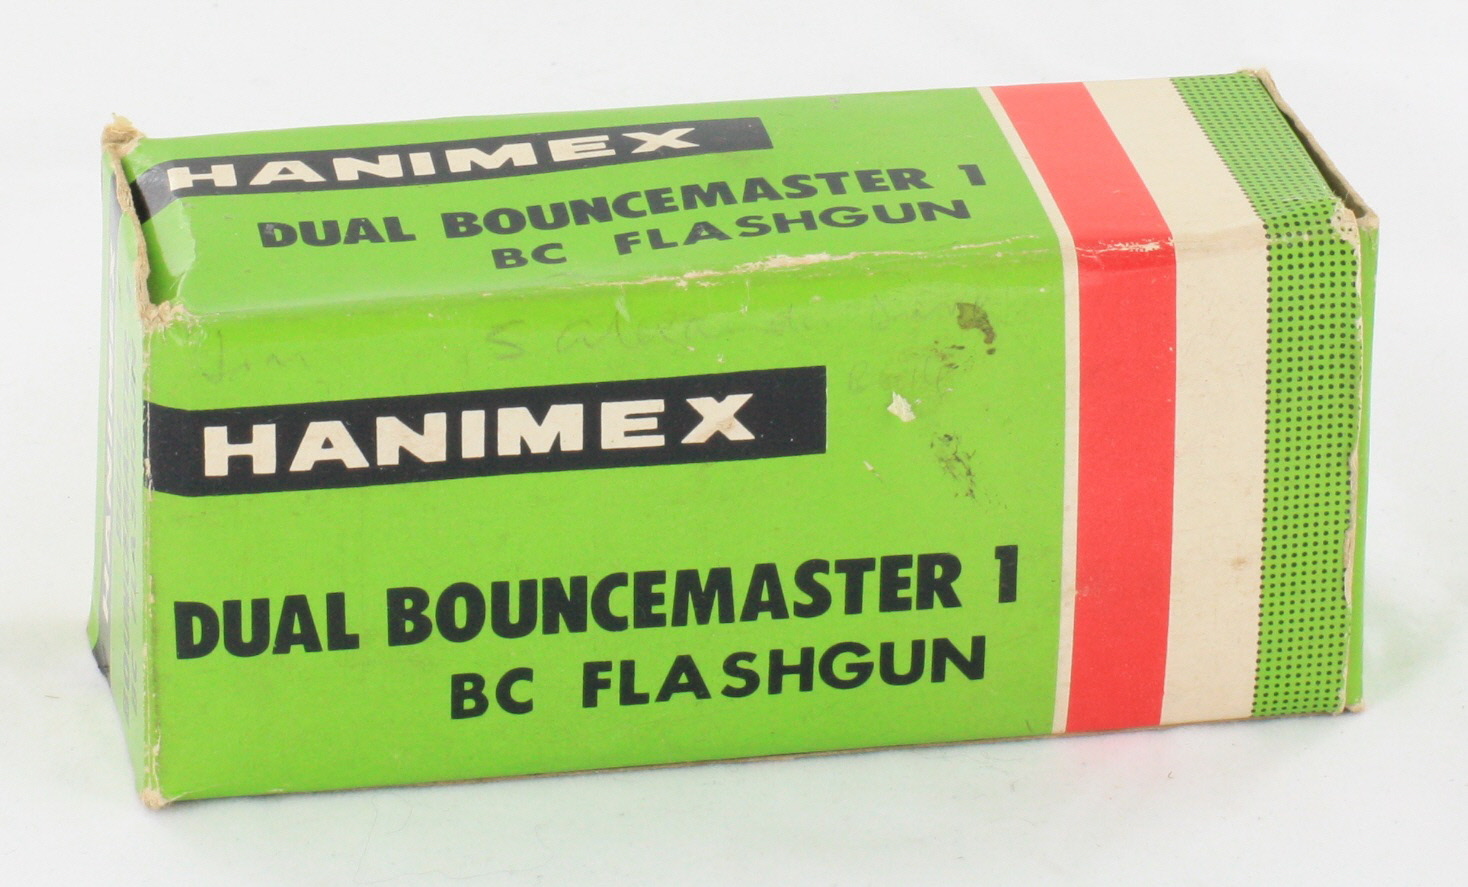 HANIMEX
DUAL BOUNCEMASTER 1
BC FLASHGUN
HANIMEX
DUAL BOUNCEMASTER 1
BC FLASHGUN